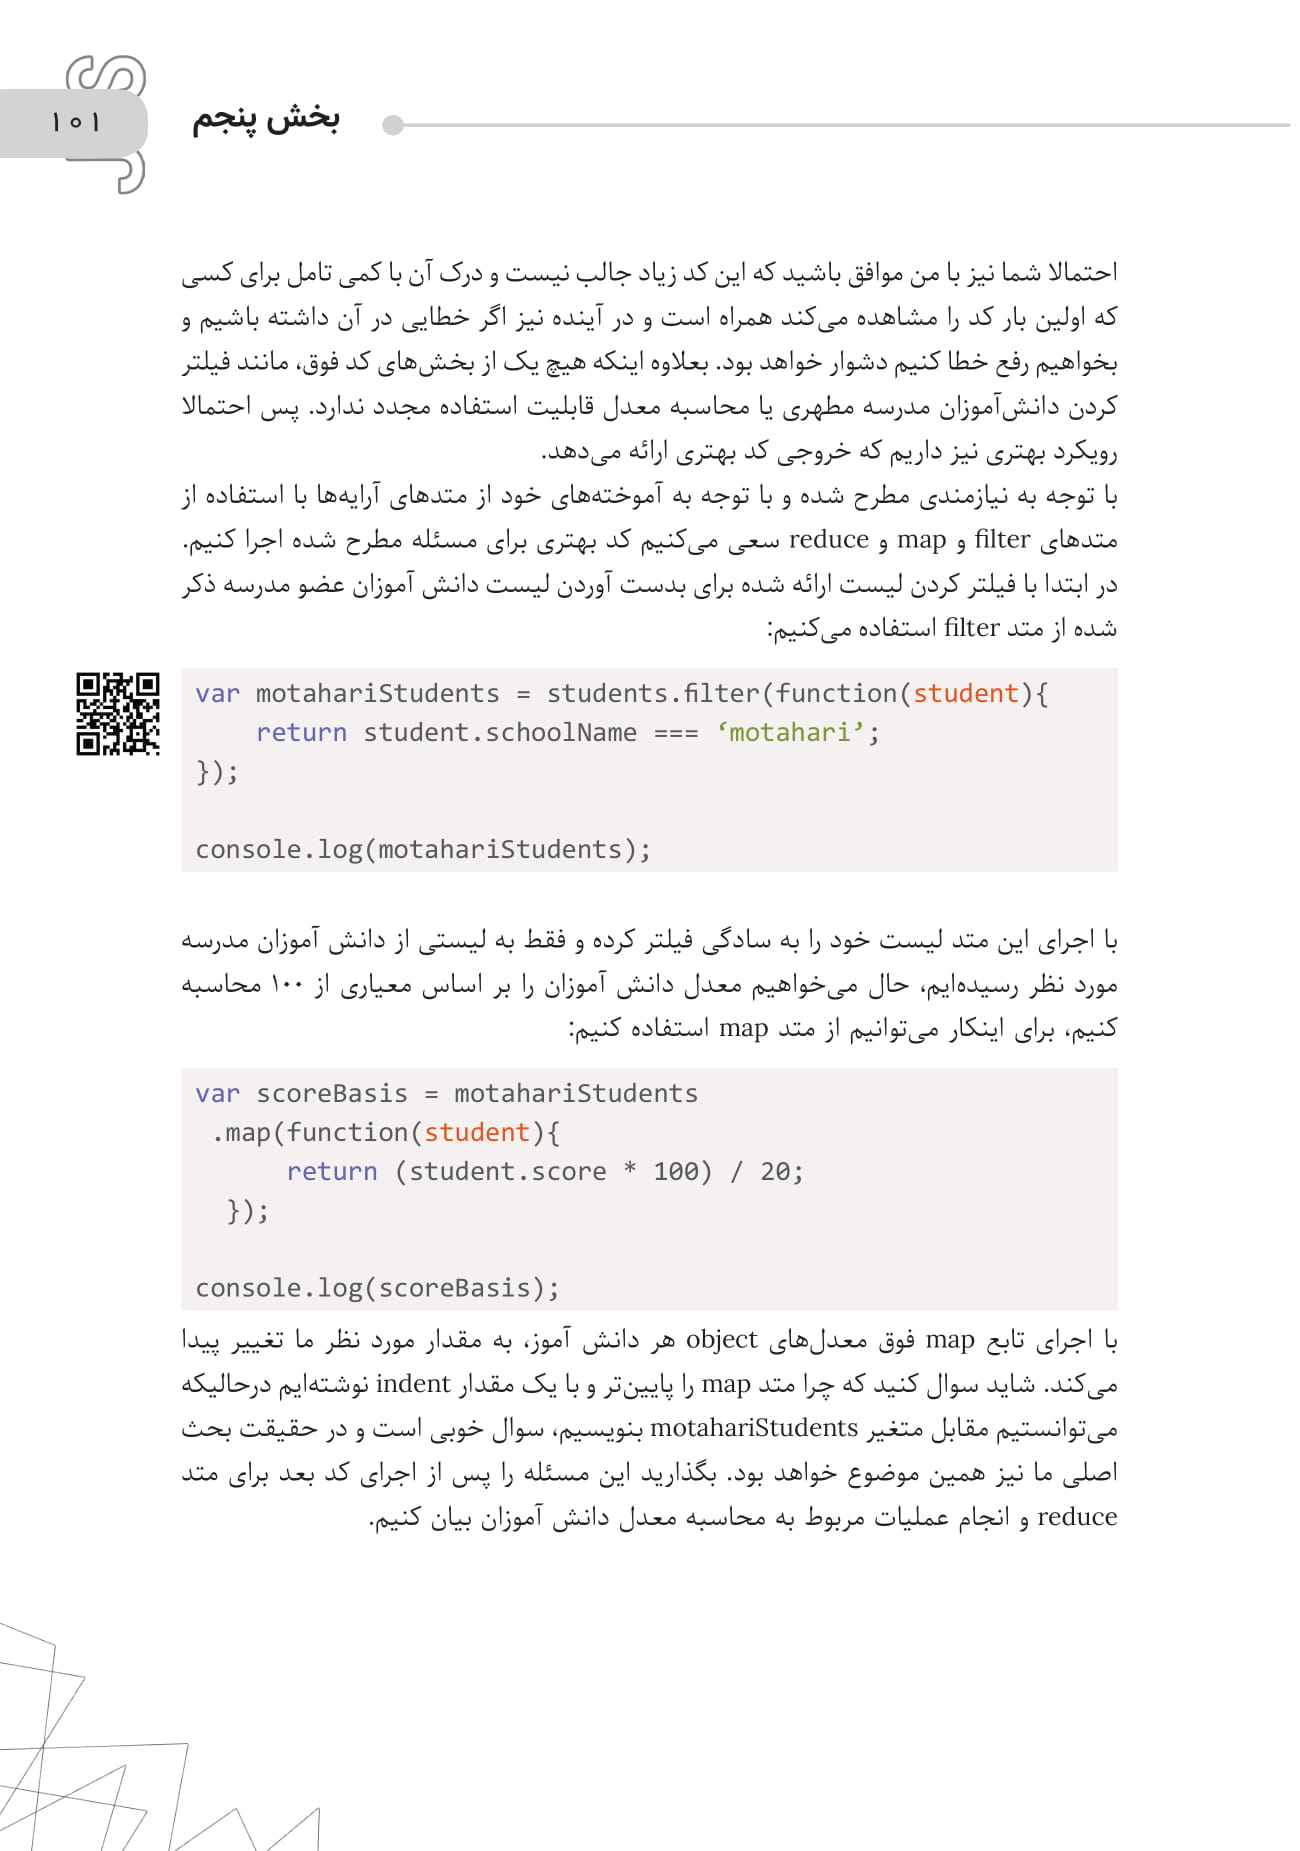 JS
۱۰۱
بخش پنجم
احتمالا شما نیز با من موافق باشید که این کد زیاد جالب نیست و درک آن با کمی تامل برای کسی
که اولین بار کد را مشاهده می‌کند همراه است و در آینده نیز اگر خطایی در آن داشته باشیم و
بخواهیم رفع خطا کنیم دشوار خواهد بود. بعلاوه اینکه هیچ یک از بخش‌های کد فوق، مانند فیلتر
کردن دانش‌آموزان مدرسه مطهری یا محاسبه معدل قابلیت استفاده مجدد ندارد. پس احتمالا
رویکرد بهتری نیز داریم که خروجی کد بهتری ارائه می‌دهد.
با توجه به نیازمندی مطرح شده و با توجه به آموخته‌های خود از متدهای آرایه‌ها با استفاده از
متدهای filter و map و reduce سعی می‌کنیم کد بهتری برای مسئله مطرح شده اجرا کنیم.
در ابتدا با فیلتر کردن لیست ارائه شده برای بدست آوردن لیست دانش آموزان عضو مدرسه ذکر
شده از متد filter استفاده می‌کنیم:
var motahariStudents = students.filter(function(student){
    return student.schoolName === ‘motahari’;
});
console.log(motahariStudents);
با اجرای این متد لیست خود را به سادگی فیلتر کرده و فقط به لیستی از دانش آموزان مدرسه
مورد نظر رسیده‌ایم، حال می‌خواهیم معدل دانش آموزان را بر اساس معیاری از ۱۰۰ محاسبه
کنیم، برای اینکار می‌توانیم از متد map استفاده کنیم:
var scoreBasis = motahariStudents
 .map(function(student){
      return (student.score * 100) / 20;
  });
console.log(scoreBasis);
با اجرای تابع map فوق معدل‌های object هر دانش آموز، به مقدار مورد نظر ما تغییر پیدا
می‌کند. شاید سوال کنید که چرا متد map را پایین‌تر و با یک مقدار indent نوشته‌ایم درحالیکه
می‌توانستیم مقابل متغیر motahariStudents بنویسیم، سوال خوبی است و در حقیقت بحث
اصلی ما نیز همین موضوع خواهد بود. بگذارید این مسئله را پس از اجرای کد بعد برای متد
reduce و انجام عملیات مربوط به محاسبه معدل دانش آموزان بیان کنیم.